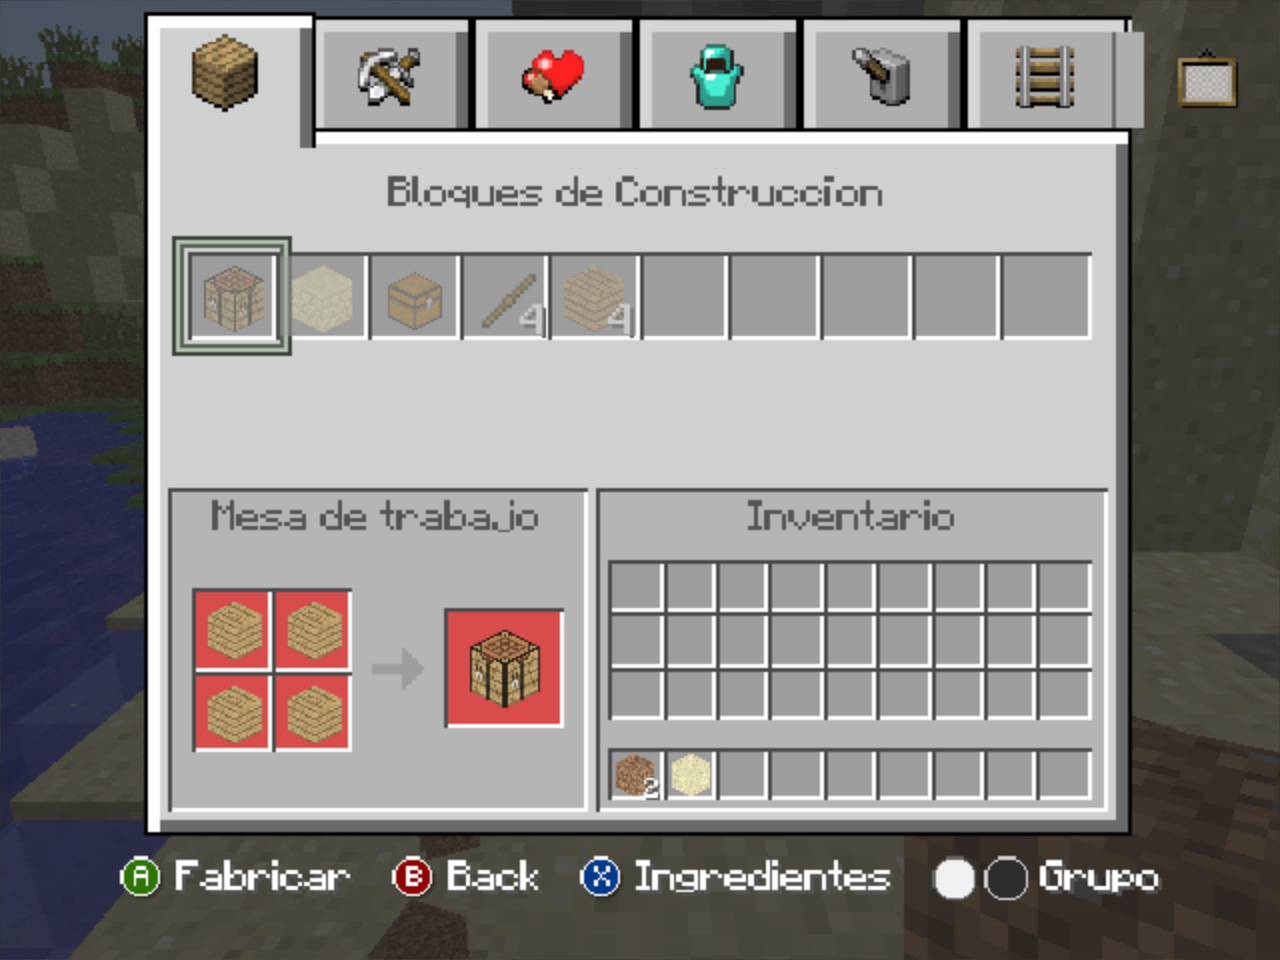 Bloques de Construccion
4
4
Mesa de trabajo
Inventario
2
A Fabricar B Back X Ingredientes Grupo